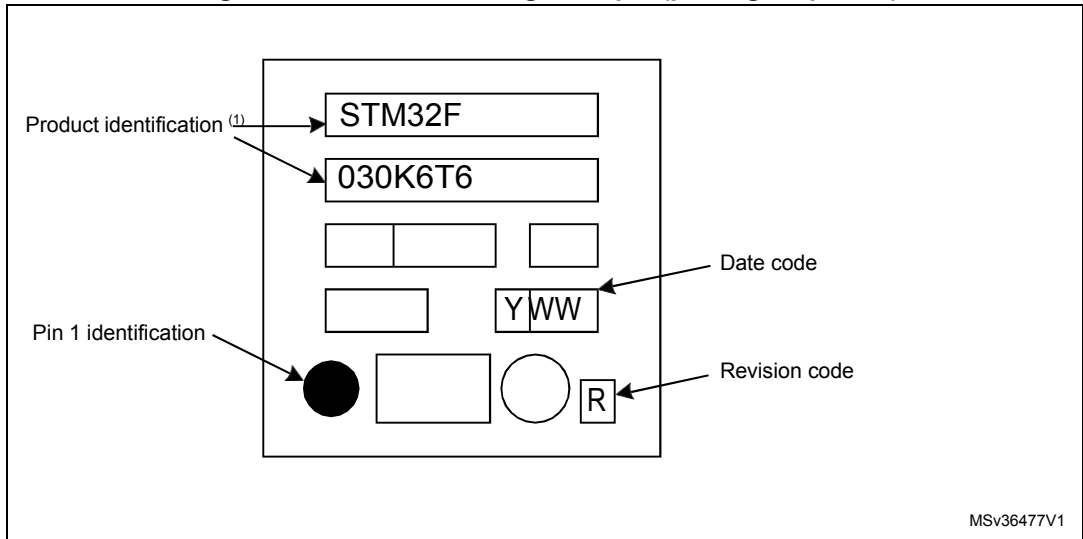 Product identification (1)
STM32F
030K6T6
Date code
Y WW
Pin 1 identification
Revision code
R
MSv36477V1